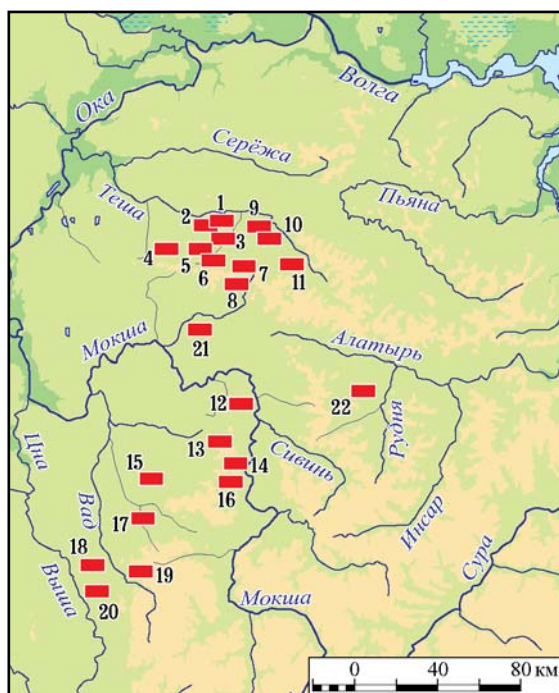 Волга
Ока
Серёжа
Пьяна
Тёша
1
9
2
10
3
4
5
6
7
11
8
Мокша
21
Алатырь
22
12
Рудня
Цна
13
Сивинь
15
14
16
Вад
Инсар
17
Сура
18
19
Выша
20
Мокша
0 40 80 км